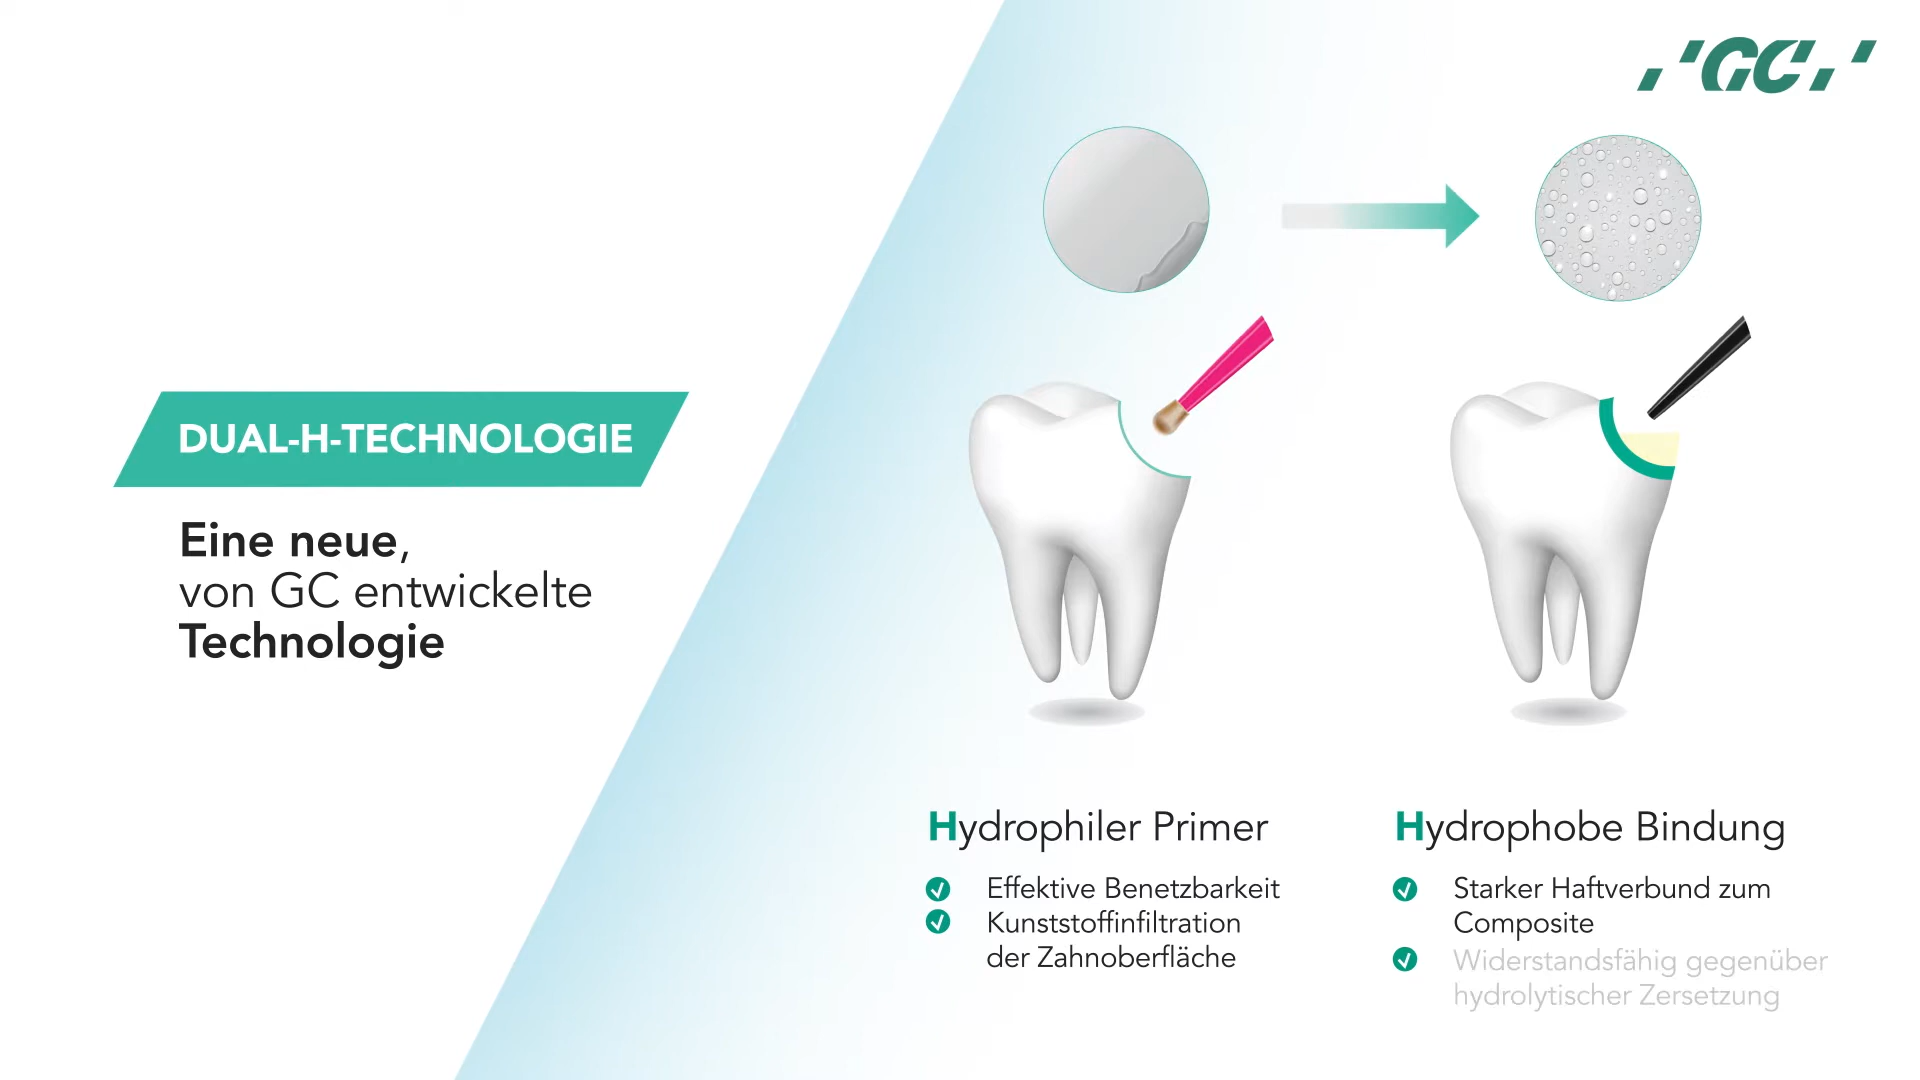 GC
DUAL-H-TECHNOLOGIE
Eine neue,
von GC entwickelte
Technologie
Hydrophiler Primer
Effektive Benetzbarkeit
Kunststoffinfiltration
der Zahnoberfläche
Hydrophobe Bindung
Starker Haftverbund zum
Composite
Widerstandsfähig gegenüber
hydrolytischer Zersetzung